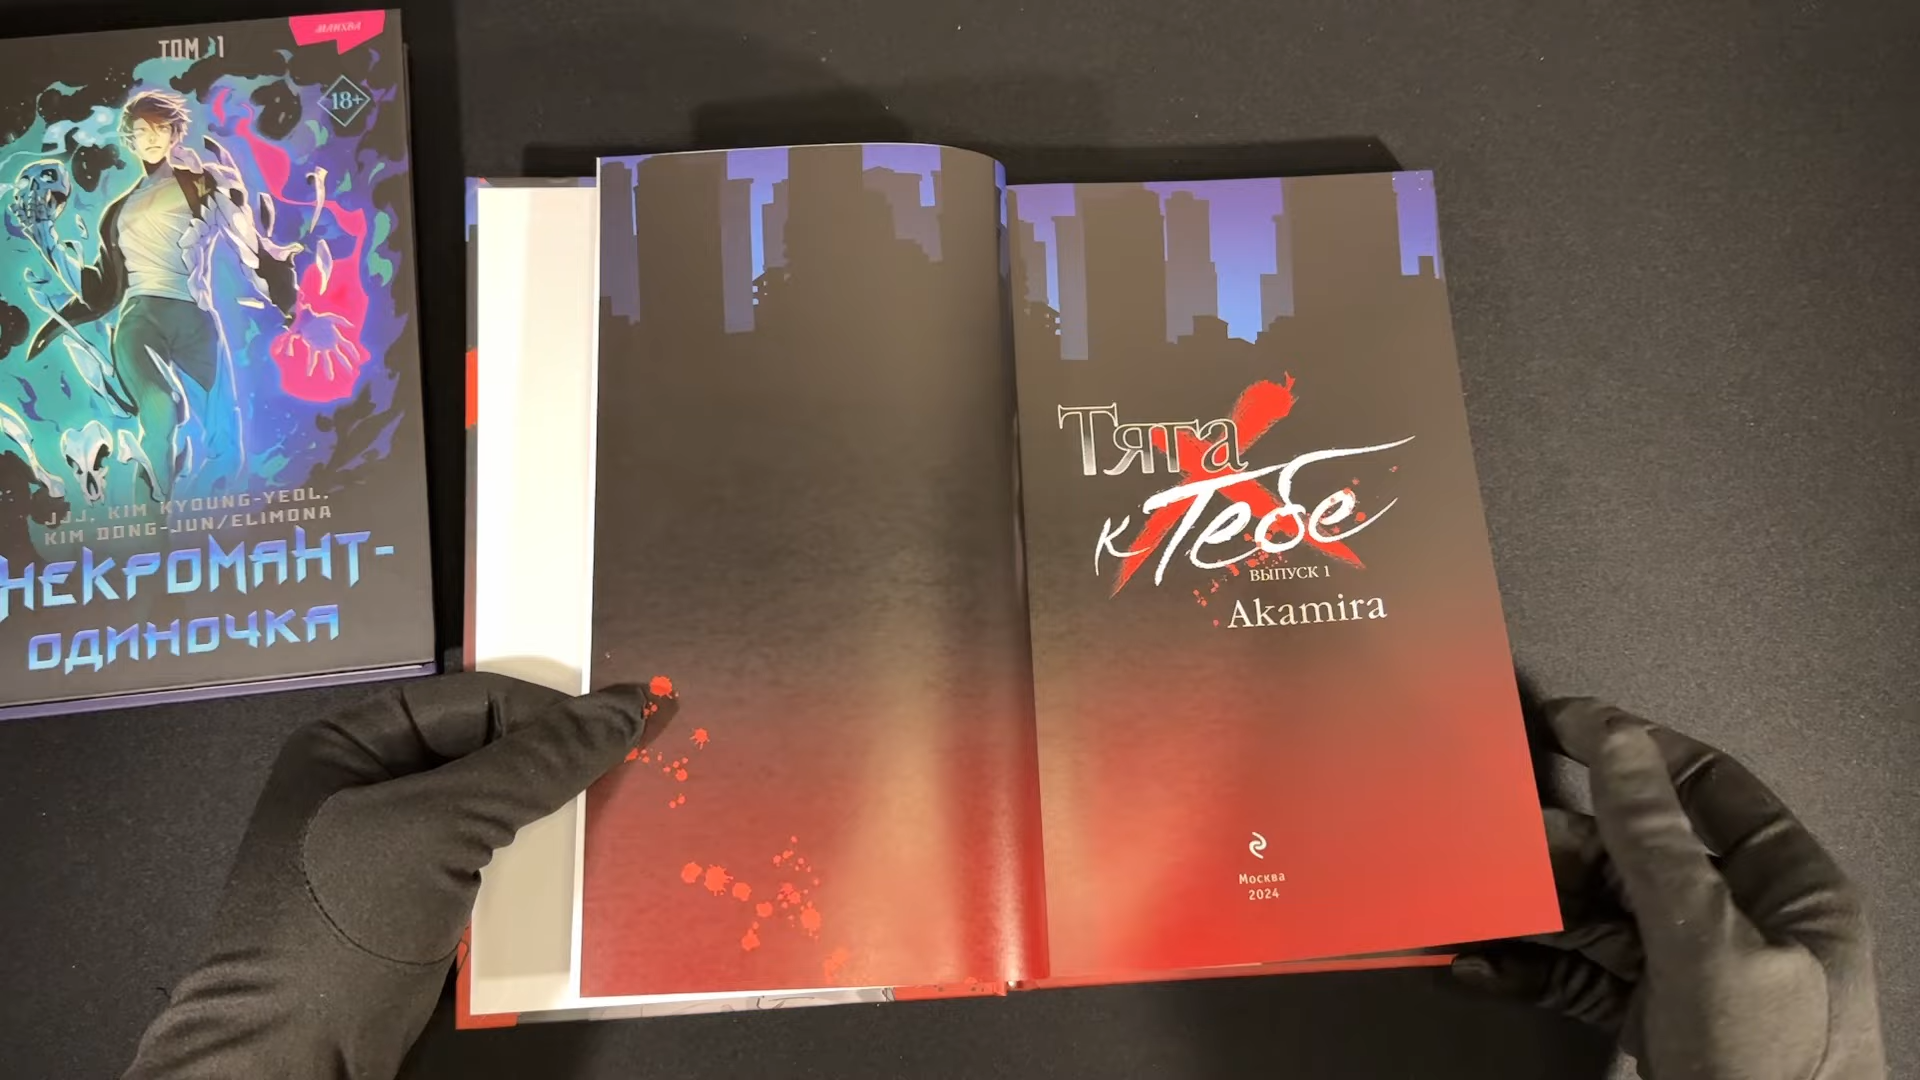 МАНХВА
ТОМ 1
18+
JJJ, KIM KYOUNG-YEOL,
KIM DONG-JUN/ELIMONA
НЕКРОМАНТ-
ОДИНОЧКА
Тяга
к Тебе
ВЫПУСК 1
Akamira
Москва
2024